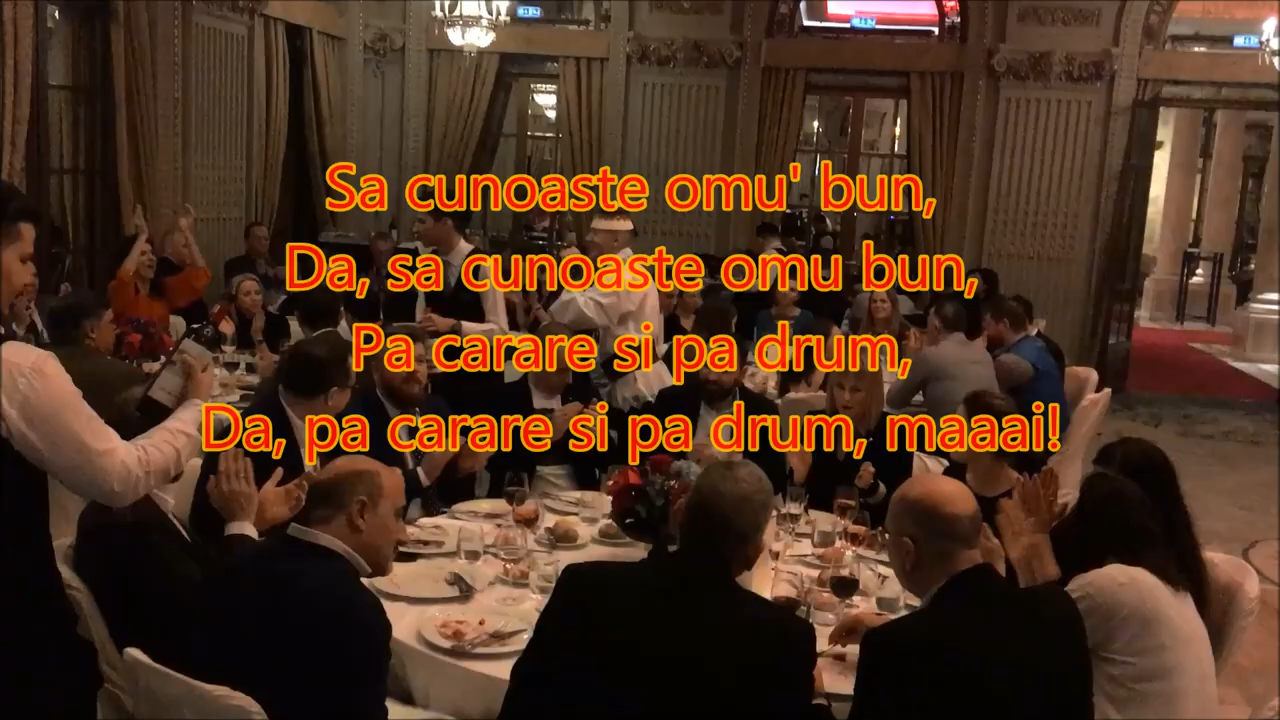 Sa cunoaste omu' bun,
Da, sa cunoaste omu bun,
Pa carare si pa drum,
Da, pa carare si pa drum, maaai!